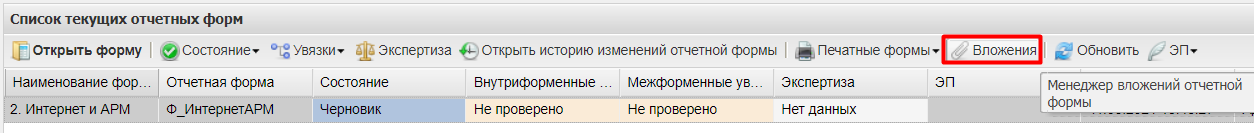 Список текущих отчетных форм
Открыть форму Состояние Увязки Экспертиза Открыть историю изменений отчетной формы Печатные формы Вложения Обновить ЭП
Наименование фор... Отчетная форма Состояние Внутриформенные ... Межформенные ув... Экспертиза ЭП
Менеджер вложений отчетной
формы
2. Интернет и АРМ Ф_ИнтернетАРМ Черновик Не проверено Не проверено Нет данных